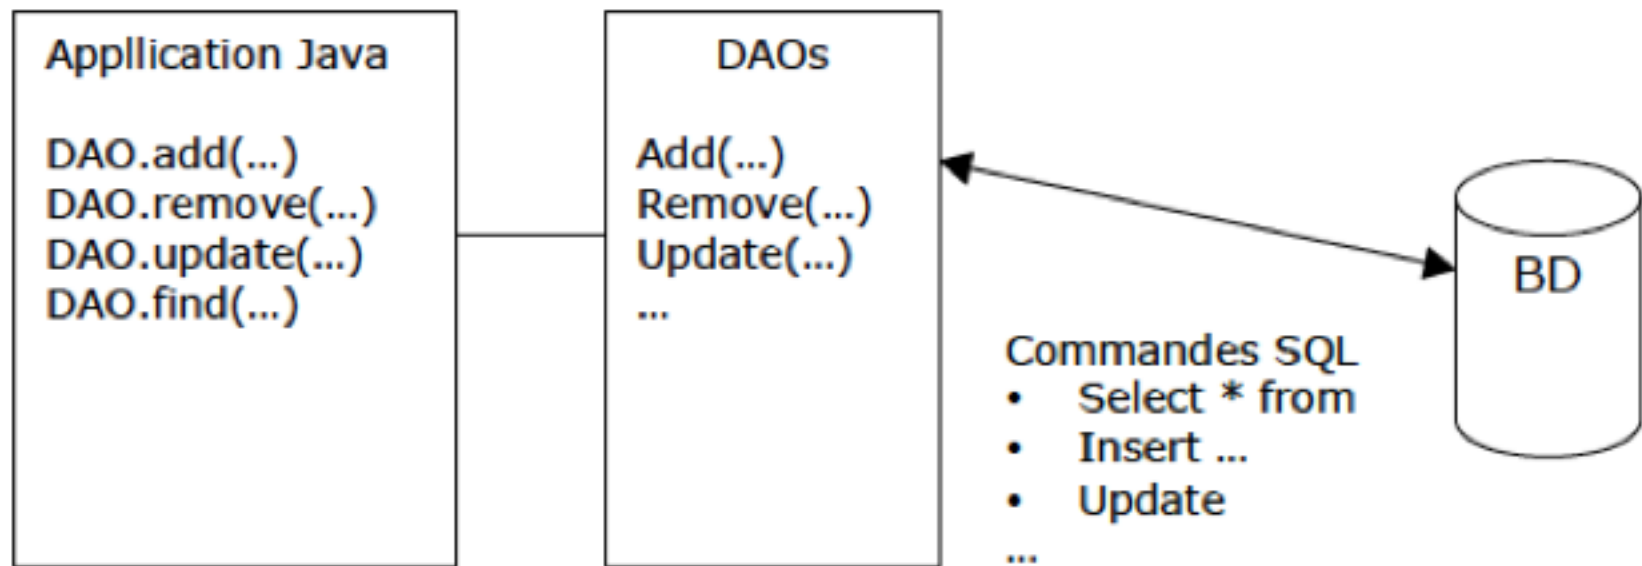 Appllication Java
DAO.add(...)
DAO.remove(...)
DAO.update(...)
DAO.find(...)
DAOs
Add(...)
Remove(...)
Update(...)
...
Commandes SQL
• Select * from
• Insert ...
• Update
...
BD